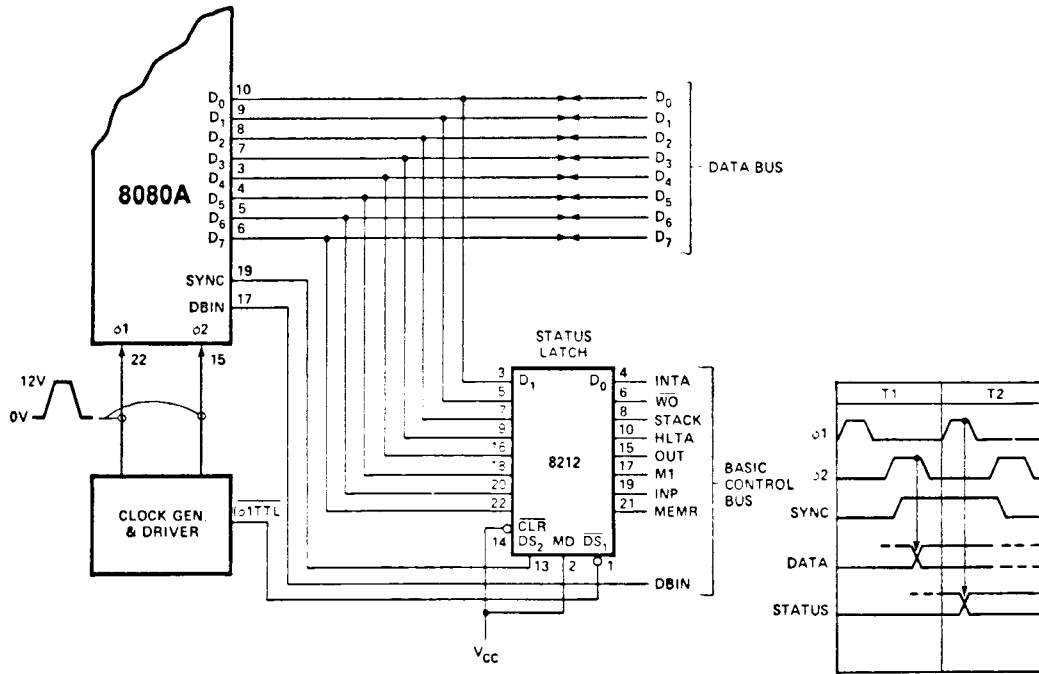 10
D0
D0
9
D1
D1
8
D2
D2
7
D3
D3
3
D4
D4
4
D5
D5
5
D6
D6
6
D7
D7
8080A
DATA BUS
SYNC 19
DBIN 17
ϕ1 ϕ2
22 15
12V
0V
CLOCK GEN.
& DRIVER
(ϕ1TTL
STATUS
LATCH
3 D1 D0 4 INTA
5 6 WO
7 8 STACK
9 10 HLTA
16 15 OUT
18 17 M1
20 19 INP
22 21 MEMR
8212
CLR
14 DS2 MD DS1
13 2 1
DBIN
VCC
BASIC
CONTROL
BUS
T1 T2
ϕ1
ϕ2
SYNC
DATA
STATUS